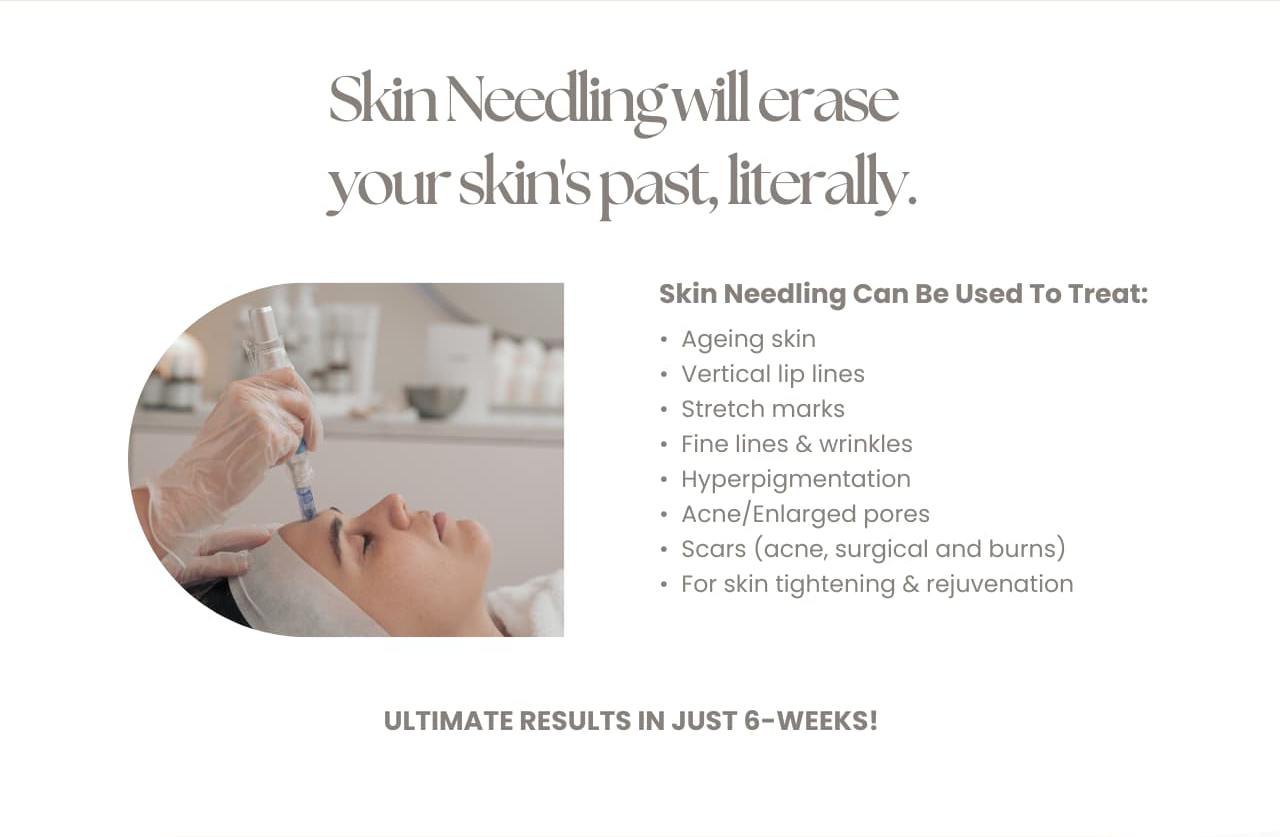 Skin Needling will erase
your skin's past, literally.
Skin Needling Can Be Used To Treat:
• Ageing skin
• Vertical lip lines
• Stretch marks
• Fine lines & wrinkles
• Hyperpigmentation
• Acne/Enlarged pores
• Scars (acne, surgical and burns)
• For skin tightening & rejuvenation
ULTIMATE RESULTS IN JUST 6-WEEKS!